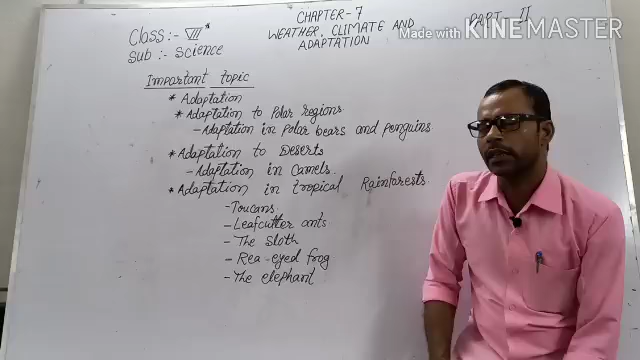 Class:- VII
Sub :- Science
CHAPTER-7
WEATHER, CLIMATE AND
ADAPTATION
PART II
Made with KINEMASTER
Important topic
* Adaptation
* Adaptation to Polar regions
- Adaptation in Polar bears and penguins
* Adaptation to Deserts
- Adaptation in Camels
* Adaptation in tropical Rainforests
- Toucans
- Leafcutter ants
- The sloth
- Rea-eyed frog
- The elephant